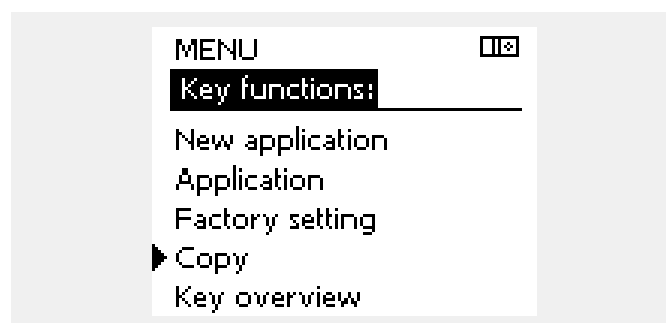 MENU
Key functions:
New application
Application
Factory setting
Copy
Key overview